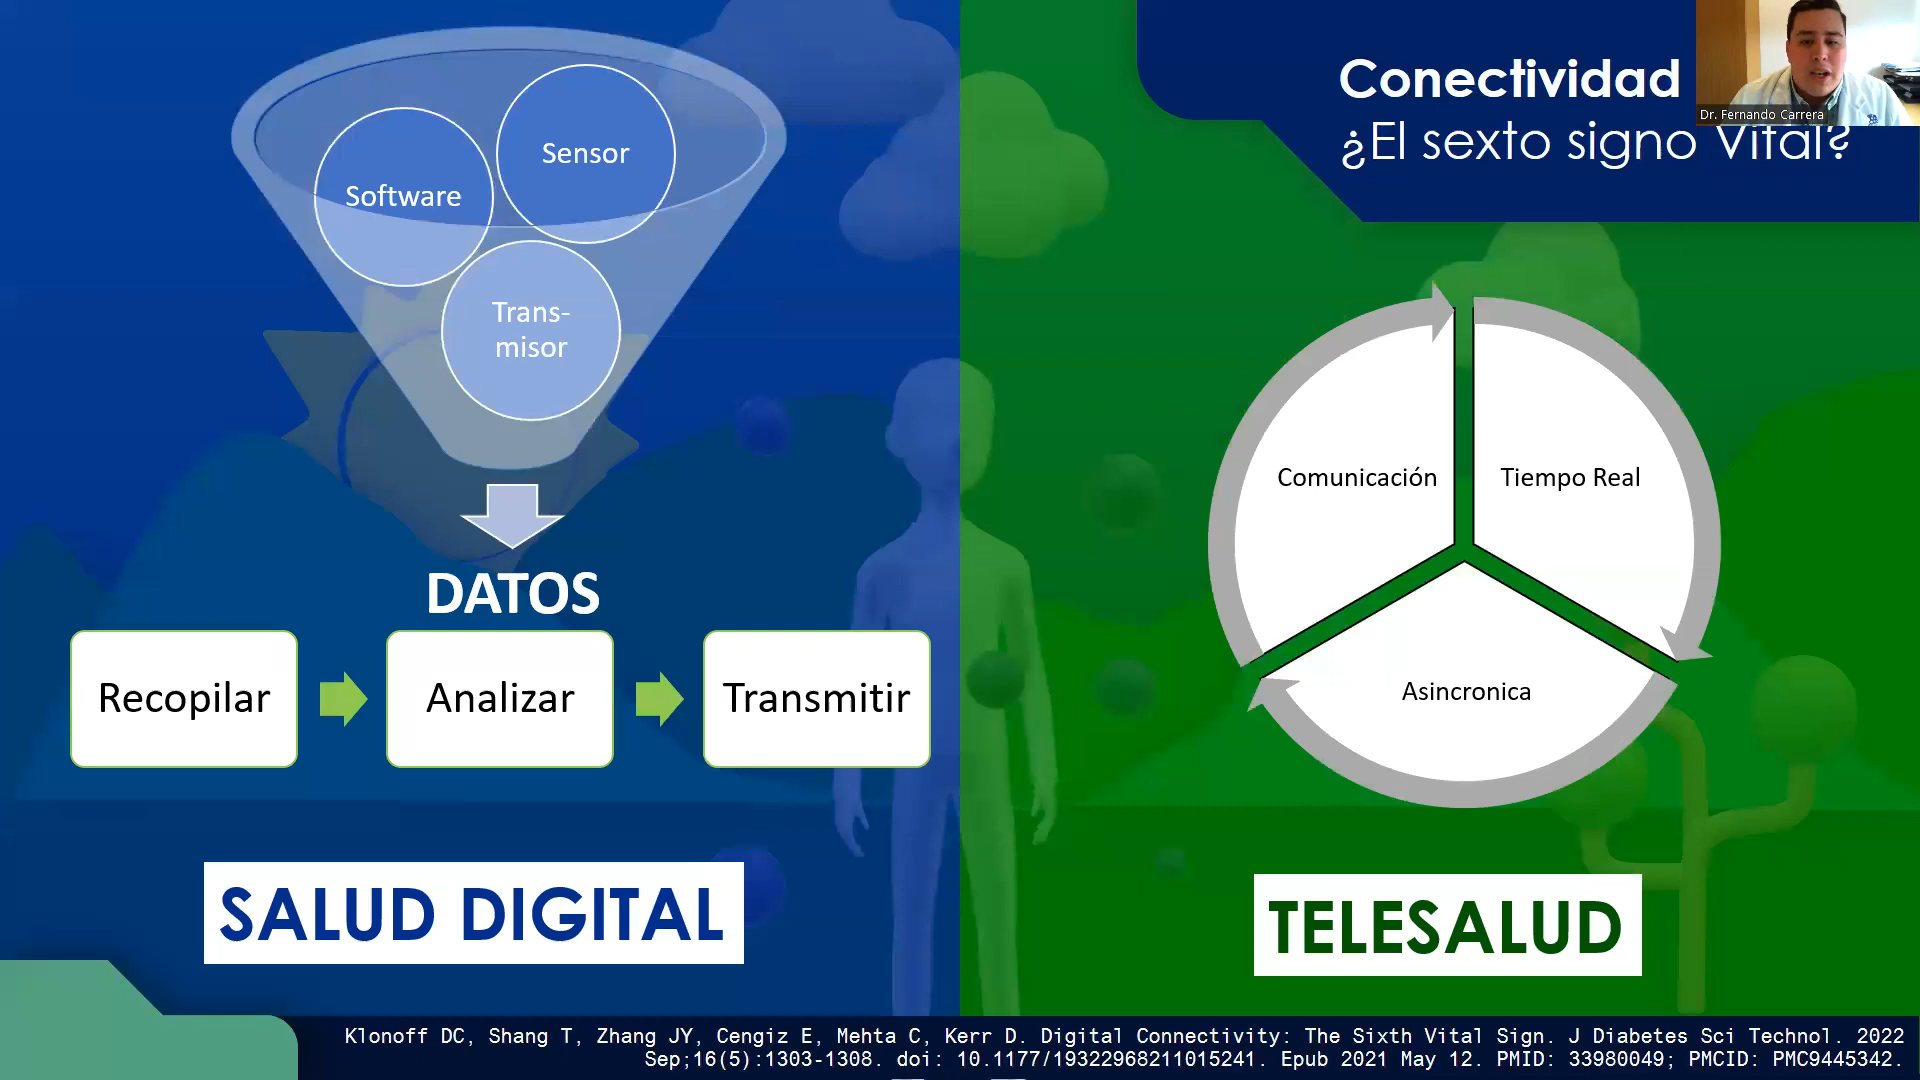 Conectividad
¿El sexto signo Vital?
Dr. Fernando Carrera
Software
Sensor
Trans-
misor
DATOS
Recopilar
Analizar
Transmitir
SALUD DIGITAL
Comunicación
Tiempo Real
Asincronica
TELESALUD
Klonoff DC, Shang T, Zhang JY, Cengiz E, Mehta C, Kerr D. Digital Connectivity: The Sixth Vital Sign. J Diabetes Sci Technol. 2022
Sep;16(5):1303-1308. doi: 10.1177/19322968211015241. Epub 2021 May 12. PMID: 33980049; PMCID: PMC9445342.